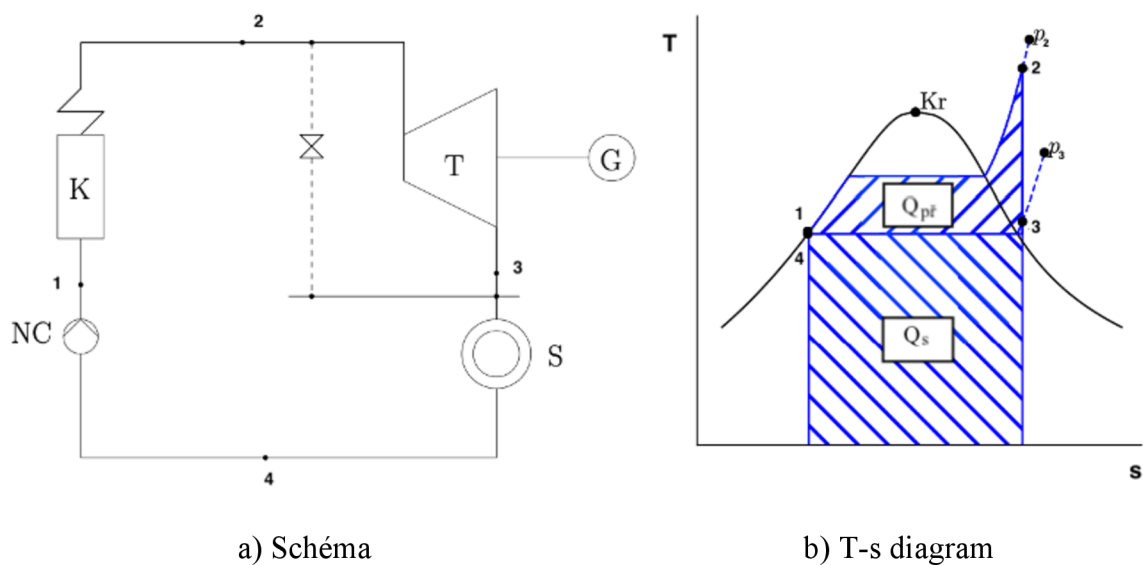 2
K
T
G
1
3
NC
S
4
a) Schéma
T
p₂
2
Kr
p₃
Qpř
1
3
4
Qs
s
b) T-s diagram